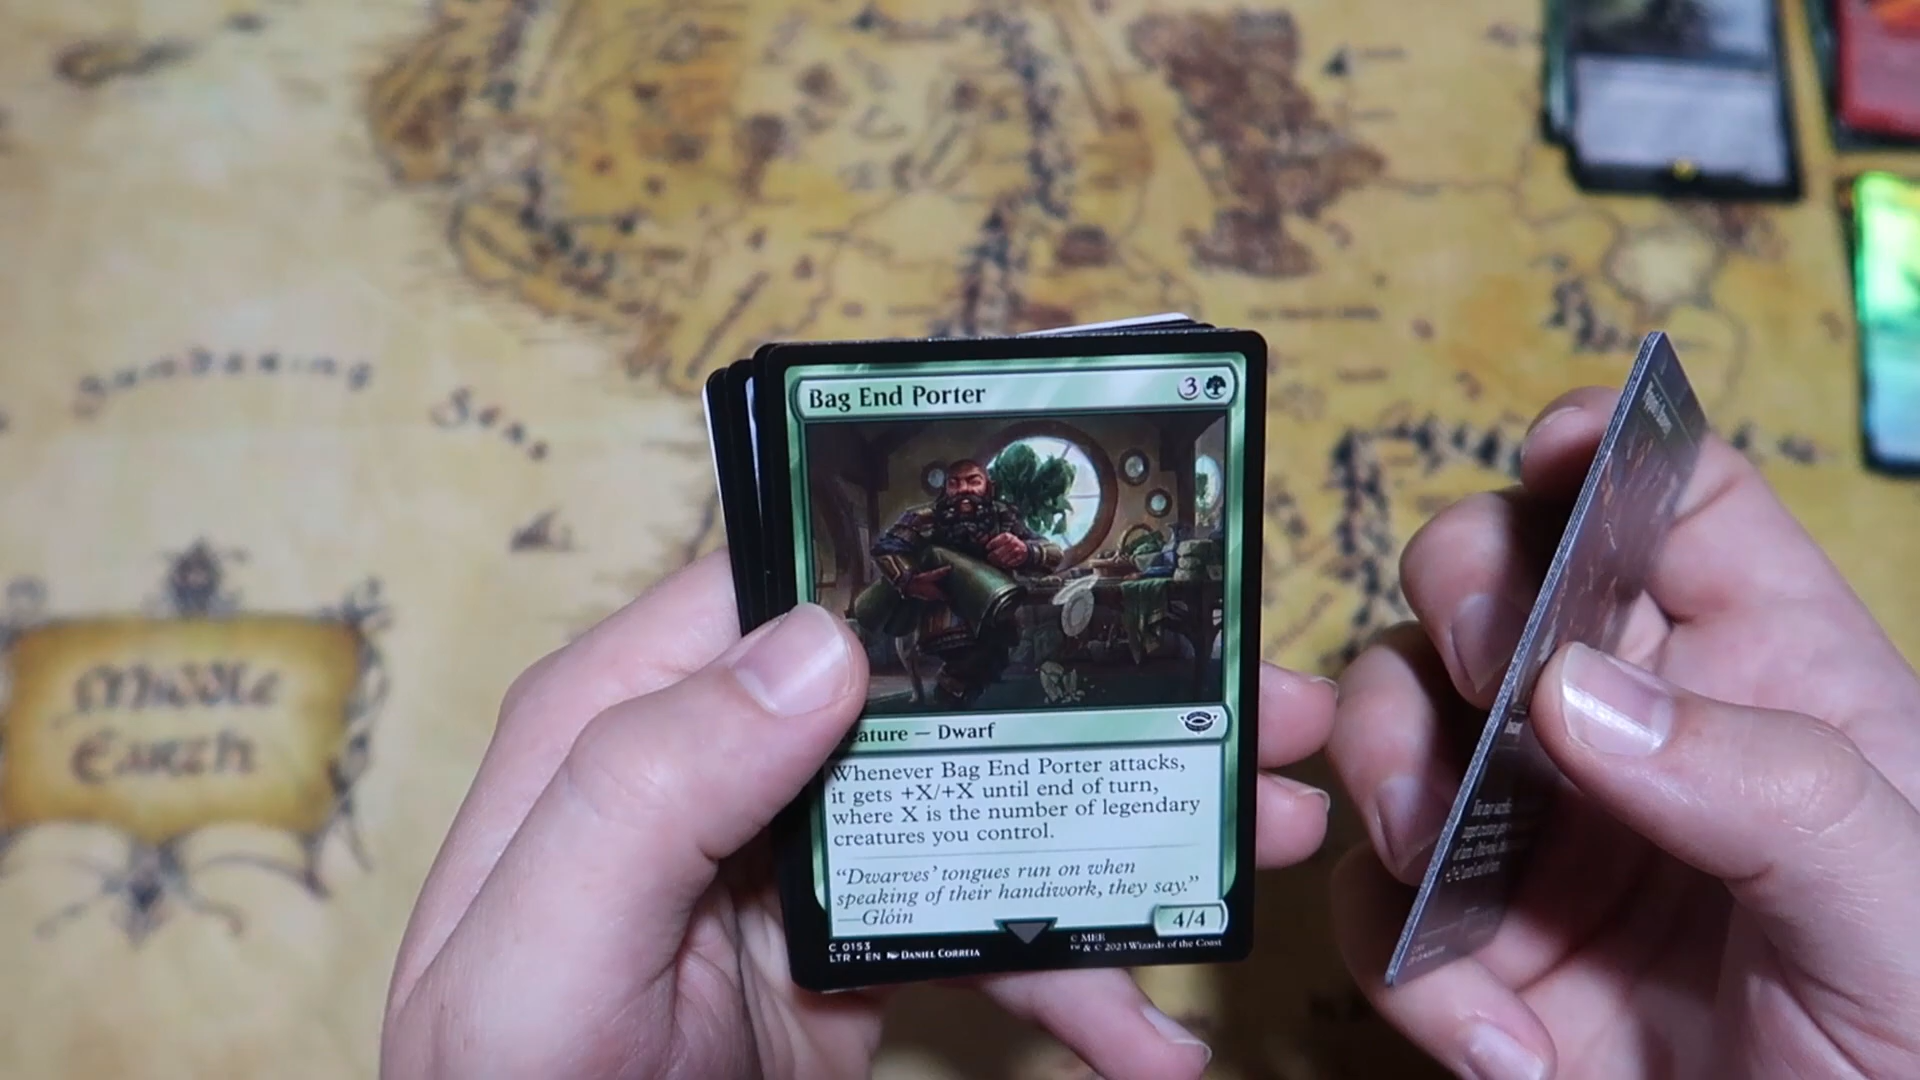 Sundering
Seas
Middle
Earth
Bag End Porter 3
eature — Dwarf
Whenever Bag End Porter attacks,
it gets +X/+X until end of turn,
where X is the number of legendary
creatures you control.
“Dwarves’ tongues run on when
speaking of their handiwork, they say.”
—Glóin
4/4
C 0153
LTR • EN DANIEL CORREIA
© MEE
™ & © 2023 Wizards of the Coast